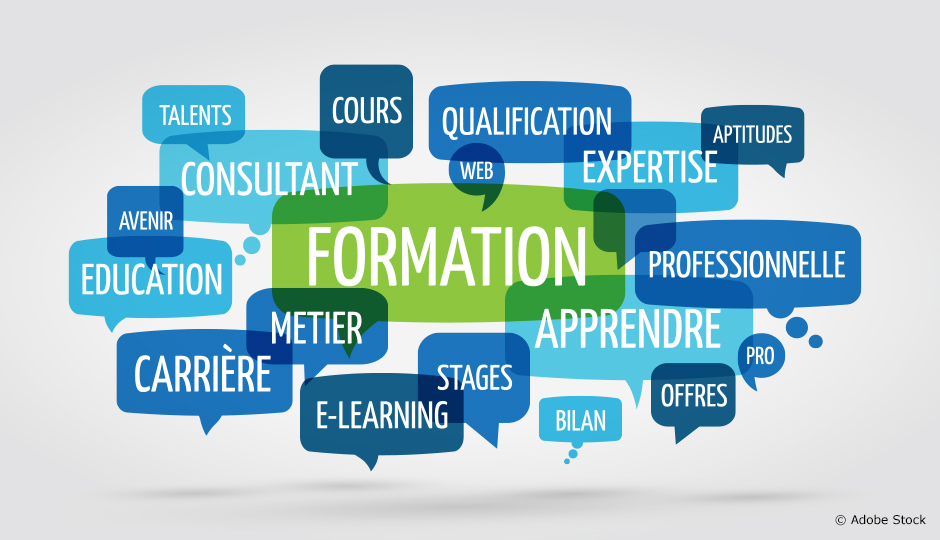 TALENTS
COURS
QUALIFICATION
APTITUDES
CONSULTANT
WEB
EXPERTISE
AVENIR
FORMATION
EDUCATION
PROFESSIONNELLE
METIER
APPRENDRE
CARRIÈRE
STAGES
PRO
E-LEARNING
BILAN
OFFRES
© Adobe Stock